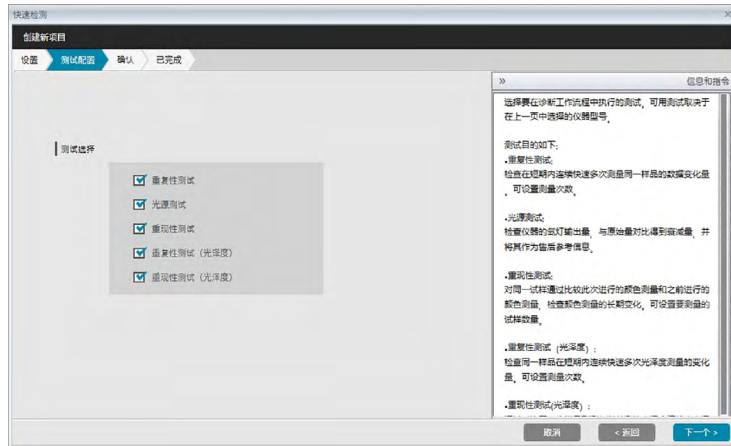 快速检测
创建新项目
设置 测试配置 确认 已完成
测试选择
重复性测试
光源测试
重现性测试
重复性测试（光泽度）
重现性测试（光泽度）
» 信息和指令
选择要在诊断工作流程中执行的测试，可用测试取决于
在上一页中选择的仪器型号。
测试目的如下:
•重复性测试:
检查在短期内连续快速多次测量同一样品的数据变化量
，可设置测量次数。
•光源测试:
检查仪器的氙灯输出量，与原始量对比得到衰减量，并
将其作为售后参考信息。
•重现性测试:
对同一试样通过比较此次进行的颜色测量和之前进行的
颜色测量，检查颜色测量的长期变化，可设置要测量的
试样数量。
•重复性测试（光泽度）:
检查同一样品在短期内连续快速多次光泽度测量的变化
量，可设置测量次数。
•重现性测试(光泽度）:
取消 < 返回 下一个 >